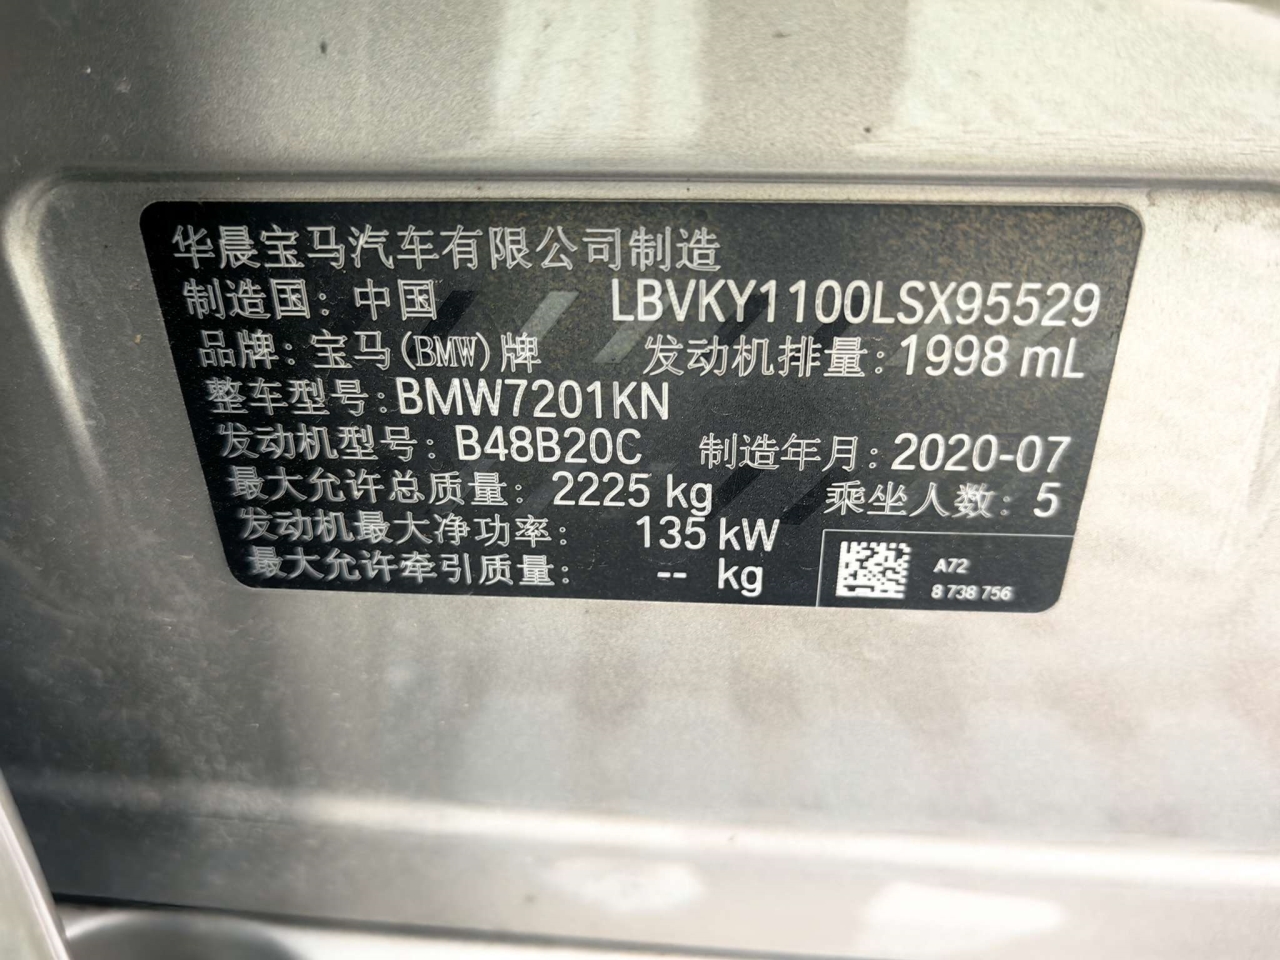 华晨宝马汽车有限公司制造
制造国：中国 LBVKY1100LSX95529
品牌：宝马(BMW)牌 发动机排量：1998 mL
整车型号：BMW7201KN
发动机型号：B48B20C 制造年月：2020-07
最大允许总质量：2225 kg 乘坐人数：5
发动机最大净功率：135 kW
最大允许牵引质量：-- kg
A72
8 738 756